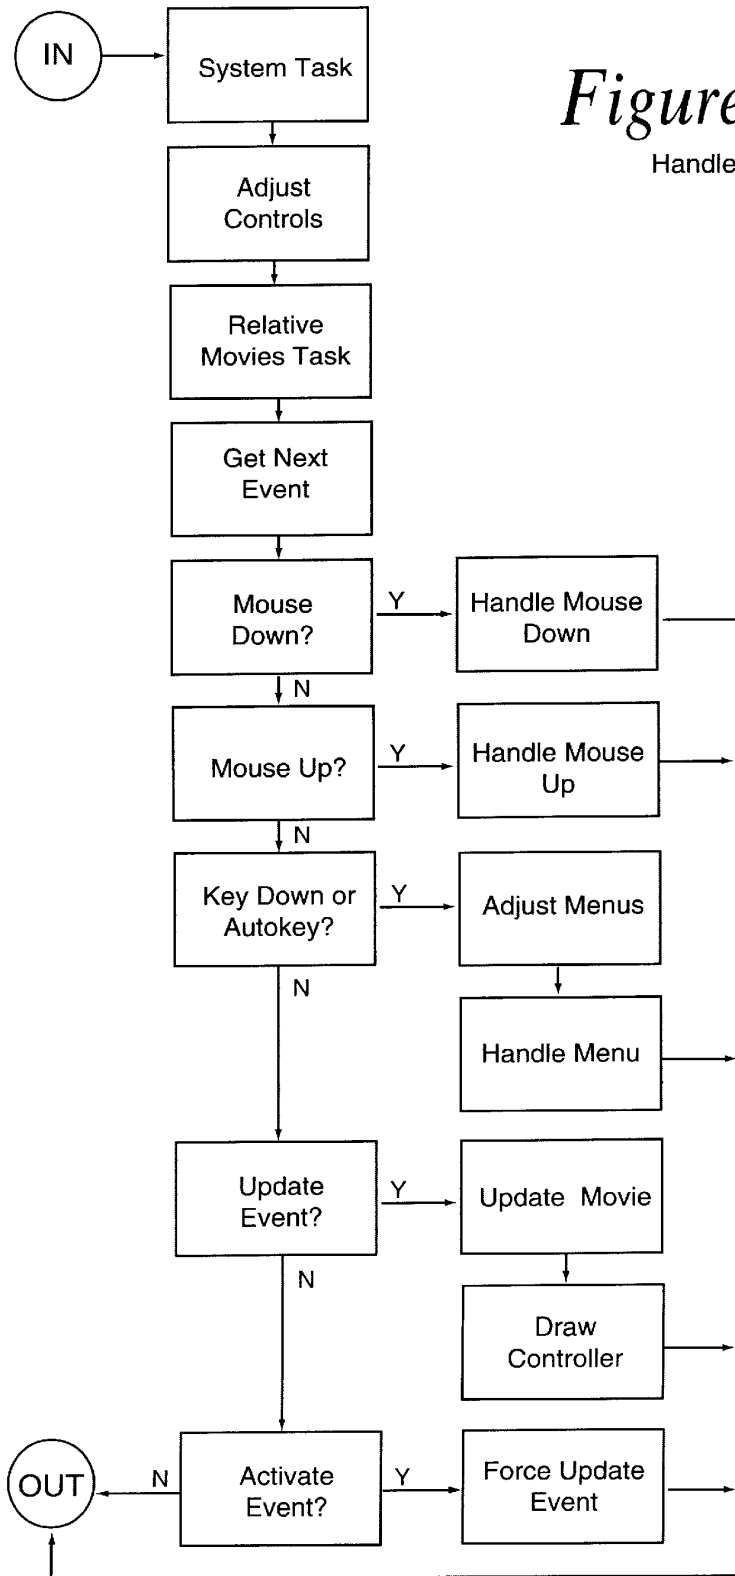 IN
System Task
Figure
Handle
Adjust
Controls
Relative
Movies Task
Get Next
Event
Mouse
Down?
Y
Handle Mouse
Down
N
Mouse Up?
Y
Handle Mouse
Up
N
Key Down or
Autokey?
Y
Adjust Menus
N
Handle Menu
Update
Event?
Y
Update Movie
N
Draw
Controller
OUT
N
Activate
Event?
Y
Force Update
Event